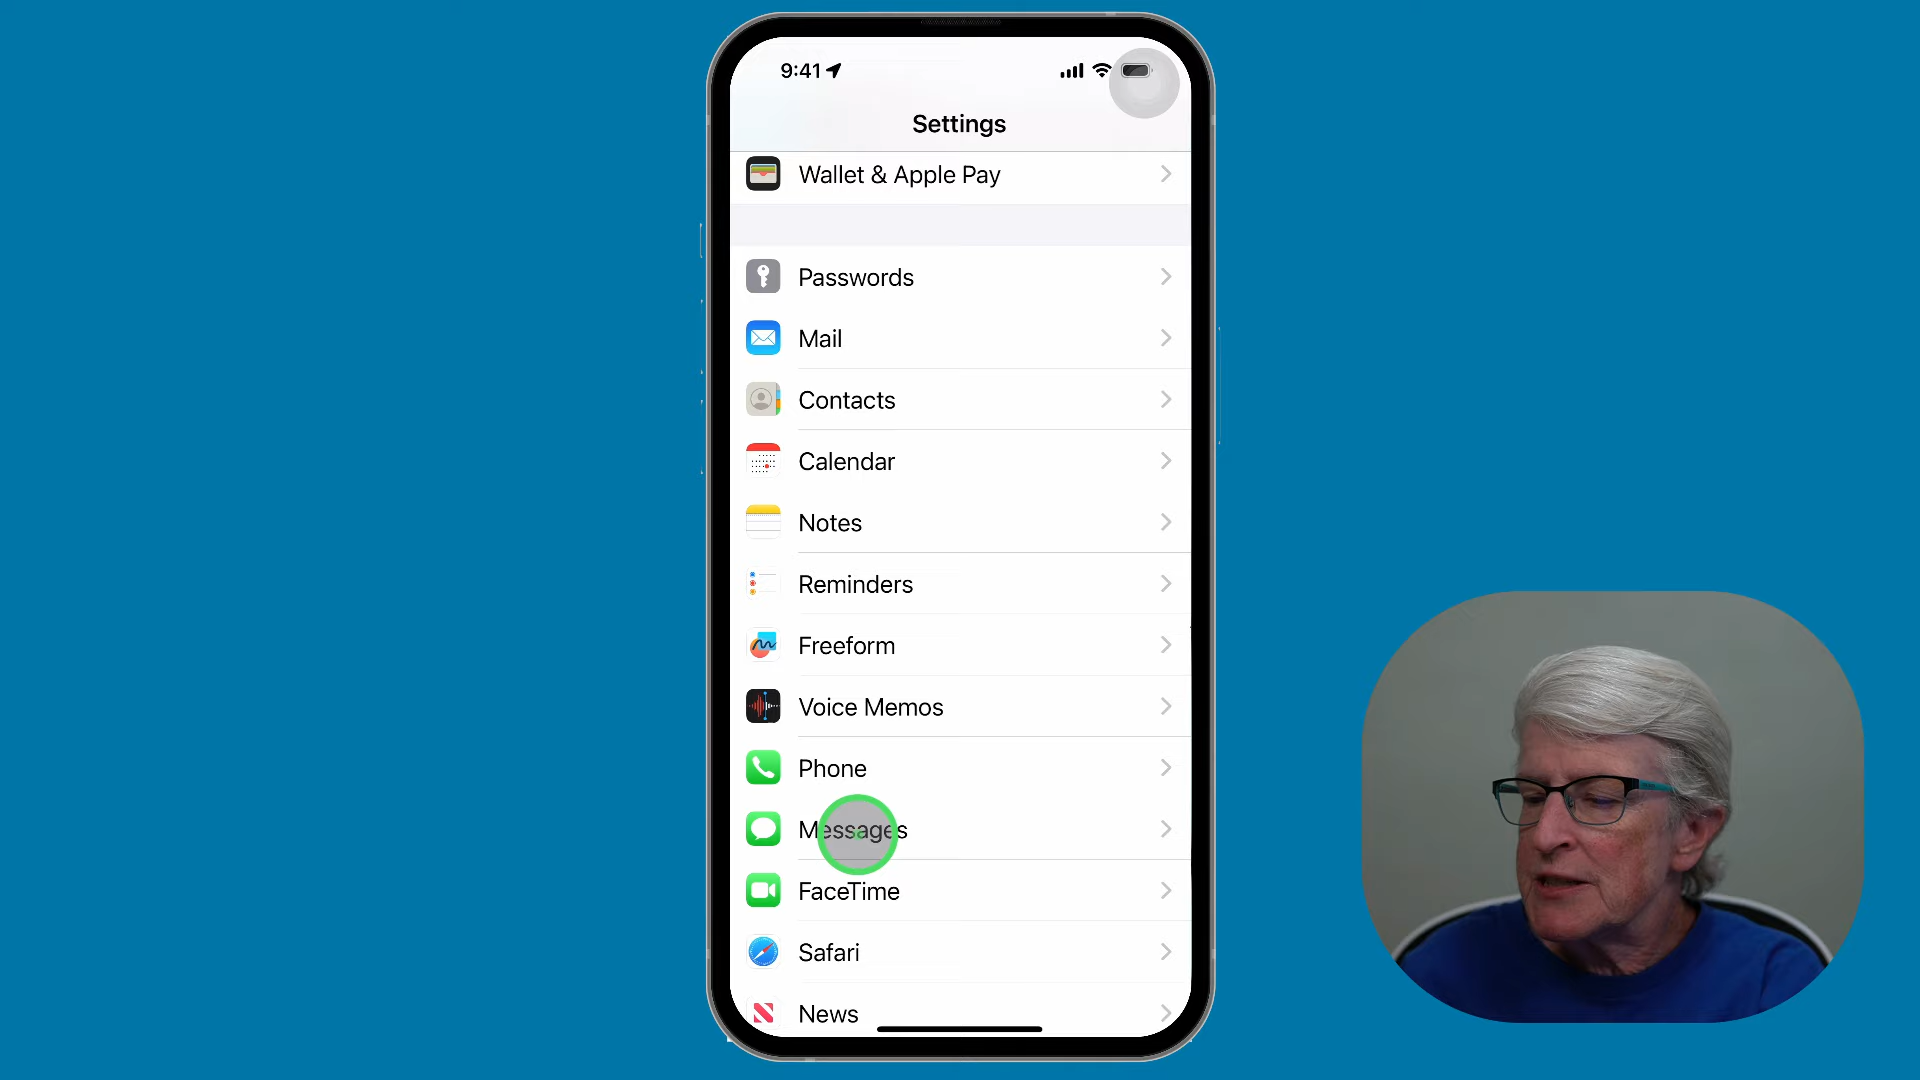 9:41
Settings
Wallet & Apple Pay
Passwords
Mail
Contacts
Calendar
Notes
Reminders
Freeform
Voice Memos
Phone
Messages
FaceTime
Safari
News